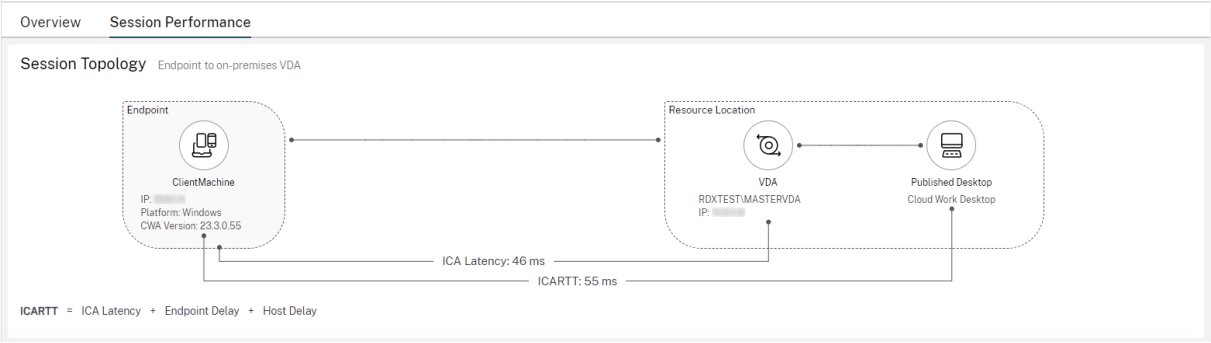 Overview Session Performance
Session Topology Endpoint to on-premises VDA
Endpoint
ClientMachine
IP:
Platform: Windows
CWA Version: 23.3.0.55
Resource Location
VDA
RDXTEST\MASTERVDA
IP:
Published Desktop
Cloud Work Desktop
ICA Latency: 46 ms
ICARTT: 55 ms
ICARTT = ICA Latency + Endpoint Delay + Host Delay